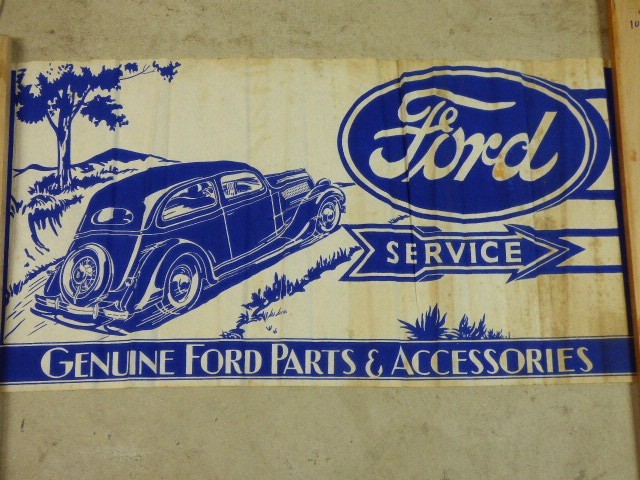 Ford
SERVICE
GENUINE FORD PARTS & ACCESSORIES